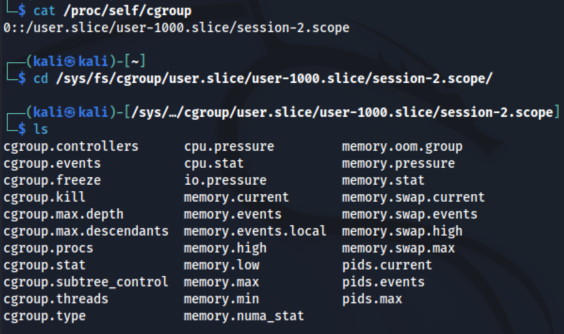 └─$ cat /proc/self/cgroup
0::/user.slice/user-1000.slice/session-2.scope
┌──(kali㉿kali)-[~]
└─$ cd /sys/fs/cgroup/user.slice/user-1000.slice/session-2.scope/
┌──(kali㉿kali)-[/sys/…/cgroup/user.slice/user-1000.slice/session-2.scope]
└─$ ls
cgroup.controllers cpu.pressure memory.oom.group
cgroup.events cpu.stat memory.pressure
cgroup.freeze io.pressure memory.stat
cgroup.kill memory.current memory.swap.current
cgroup.max.depth memory.events memory.swap.events
cgroup.max.descendants memory.events.local memory.swap.high
cgroup.procs memory.high memory.swap.max
cgroup.stat memory.low pids.current
cgroup.subtree_control memory.max pids.events
cgroup.threads memory.min pids.max
cgroup.type memory.numa_stat